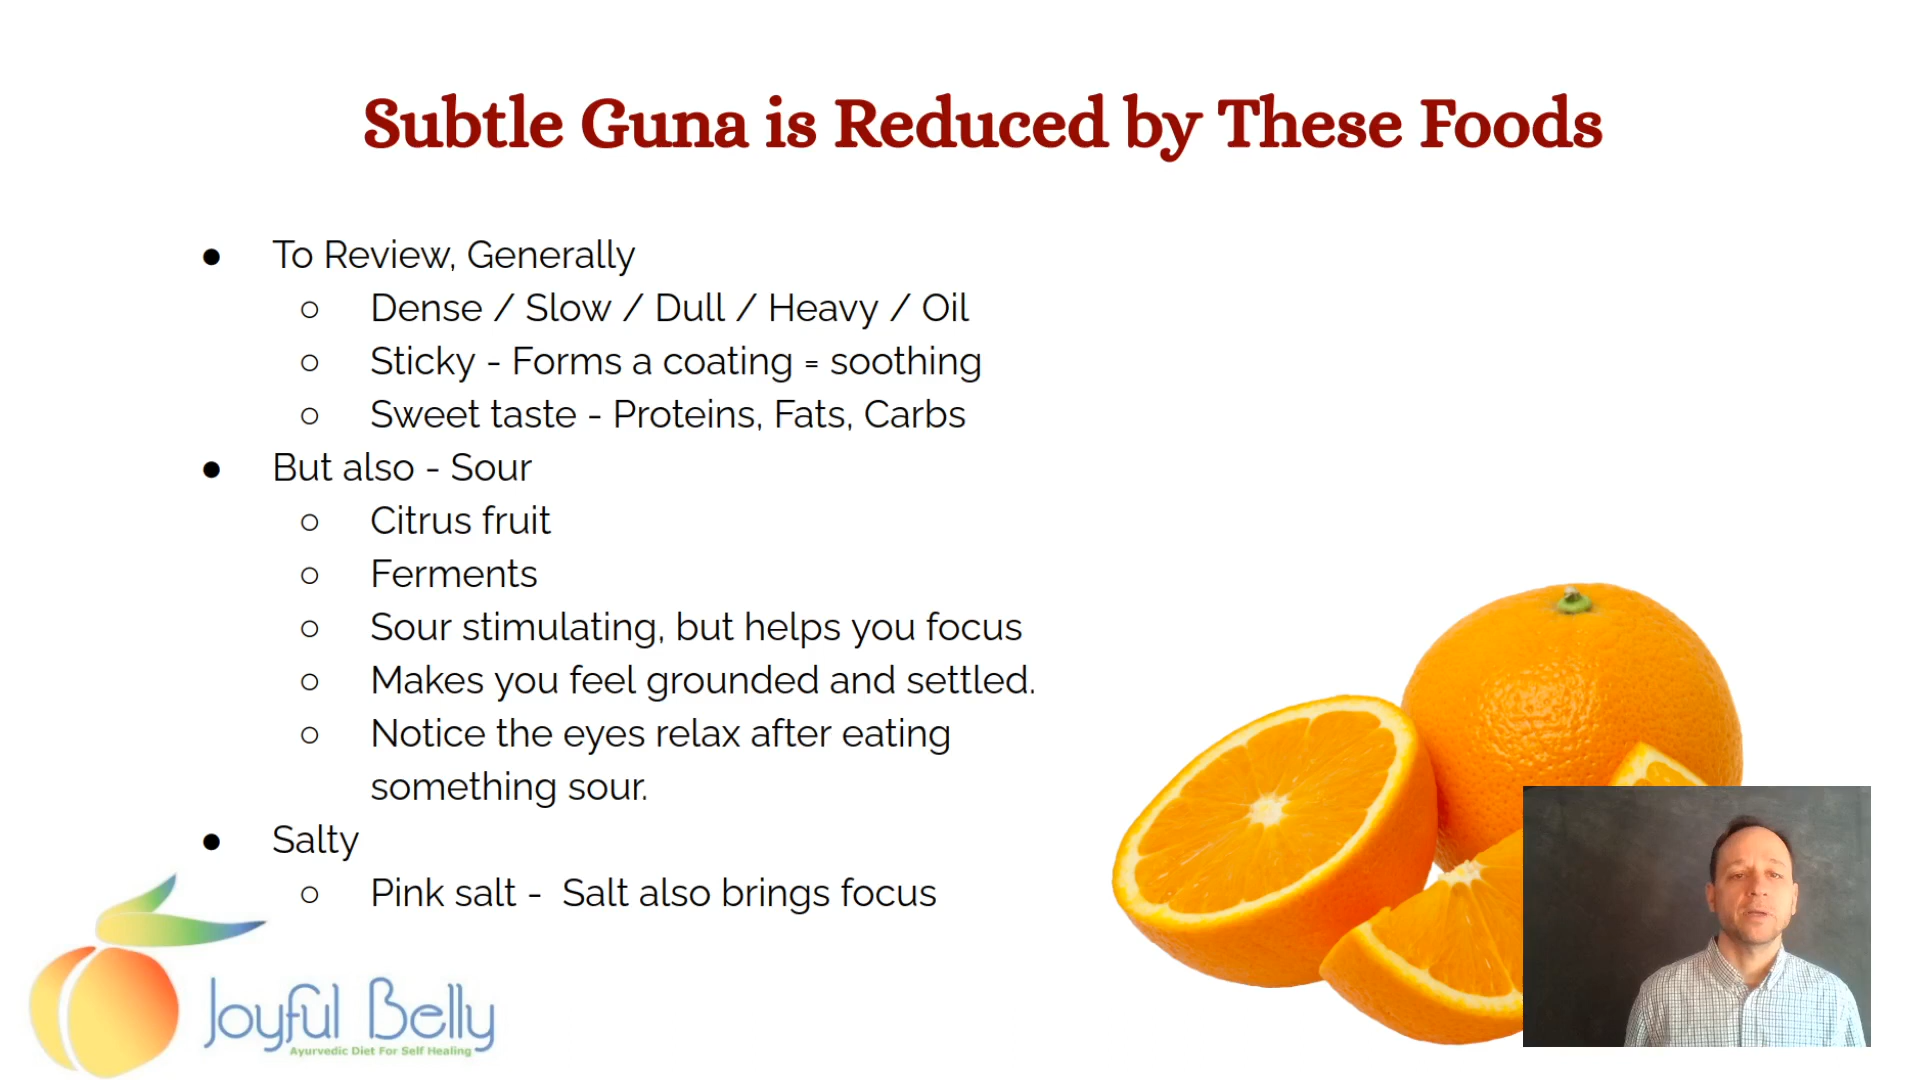 Subtle Guna is Reduced by These Foods
● To Review, Generally
○ Dense / Slow / Dull / Heavy / Oil
○ Sticky - Forms a coating = soothing
○ Sweet taste - Proteins, Fats, Carbs
● But also - Sour
○ Citrus fruit
○ Ferments
○ Sour stimulating, but helps you focus
○ Makes you feel grounded and settled.
○ Notice the eyes relax after eating
something sour.
● Salty
○ Pink salt -  Salt also brings focus
Joyful Belly
Ayurvedic Diet For Self Healing